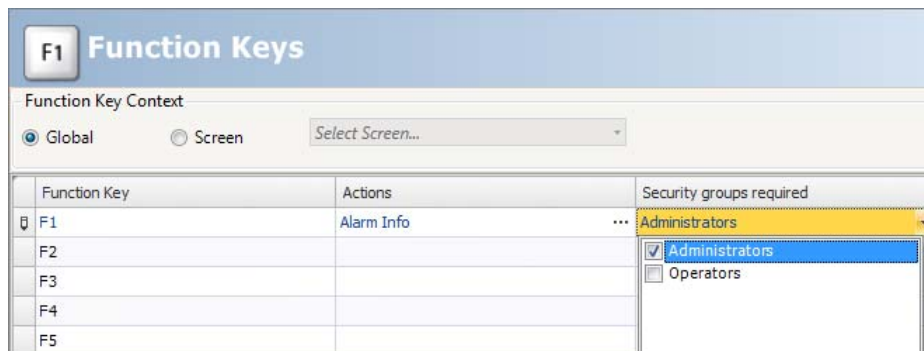 F1 Function Keys
Function Key Context
Global Screen Select Screen...
Function Key Actions Security groups required
F1 Alarm Info ... Administrators
F2 Administrators
F3 Operators
F4
F5